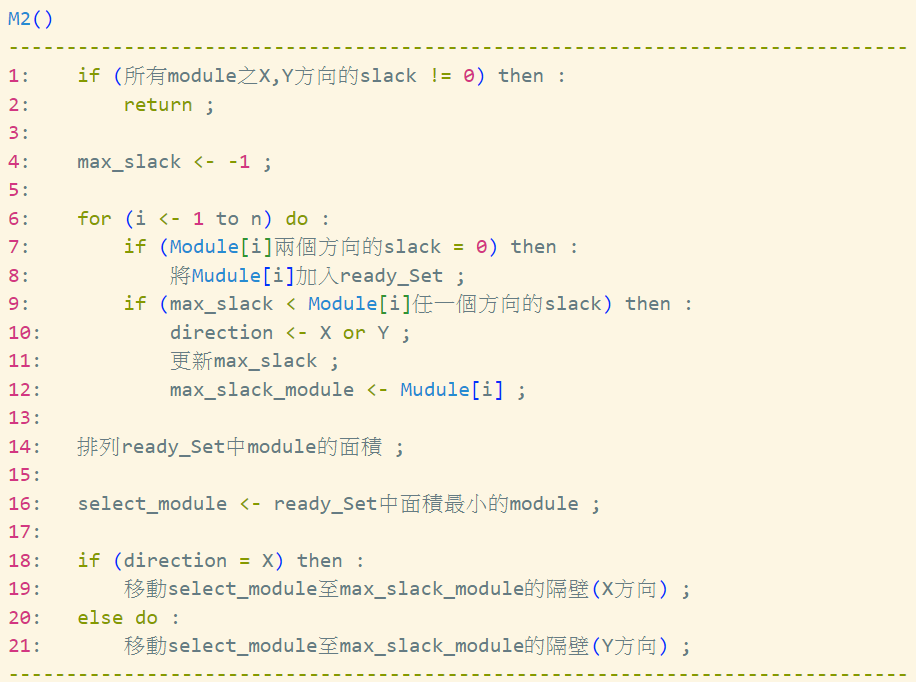 M2()
--------------------------------------------------------------------------------
1:    if (所有module之X,Y方向的slack != 0) then :
2:        return ;
3:
4:    max_slack <- -1 ;
5:
6:    for (i <- 1 to n) do :
7:        if (Module[i]兩個方向的slack = 0) then :
8:            將Mudule[i]加入ready_Set ;
9:        if (max_slack < Module[i]任一個方向的slack) then :
10:            direction <- X or Y ;
11:            更新max_slack ;
12:            max_slack_module <- Mudule[i] ;
13:
14:    排列ready_Set中module的面積 ;
15:
16:    select_module <- ready_Set中面積最小的module ;
17:
18:    if (direction = X) then :
19:        移動select_module至max_slack_module的隔壁(X方向) ;
20:    else do :
21:        移動select_module至max_slack_module的隔壁(Y方向) ;
--------------------------------------------------------------------------------